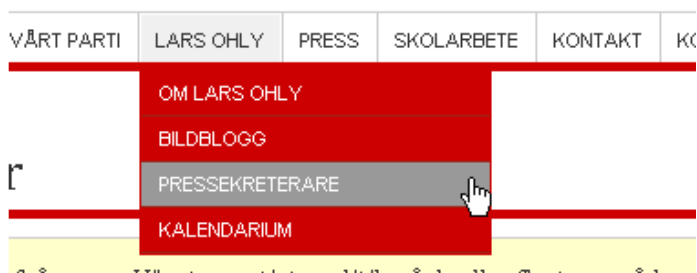 VÅRT PARTI LARS OHLY PRESS SKOLARBETE KONTAKT
OM LARS OHLY
BILDBLOGG
r
PRESSEKRETERARE
KALENDARIUM